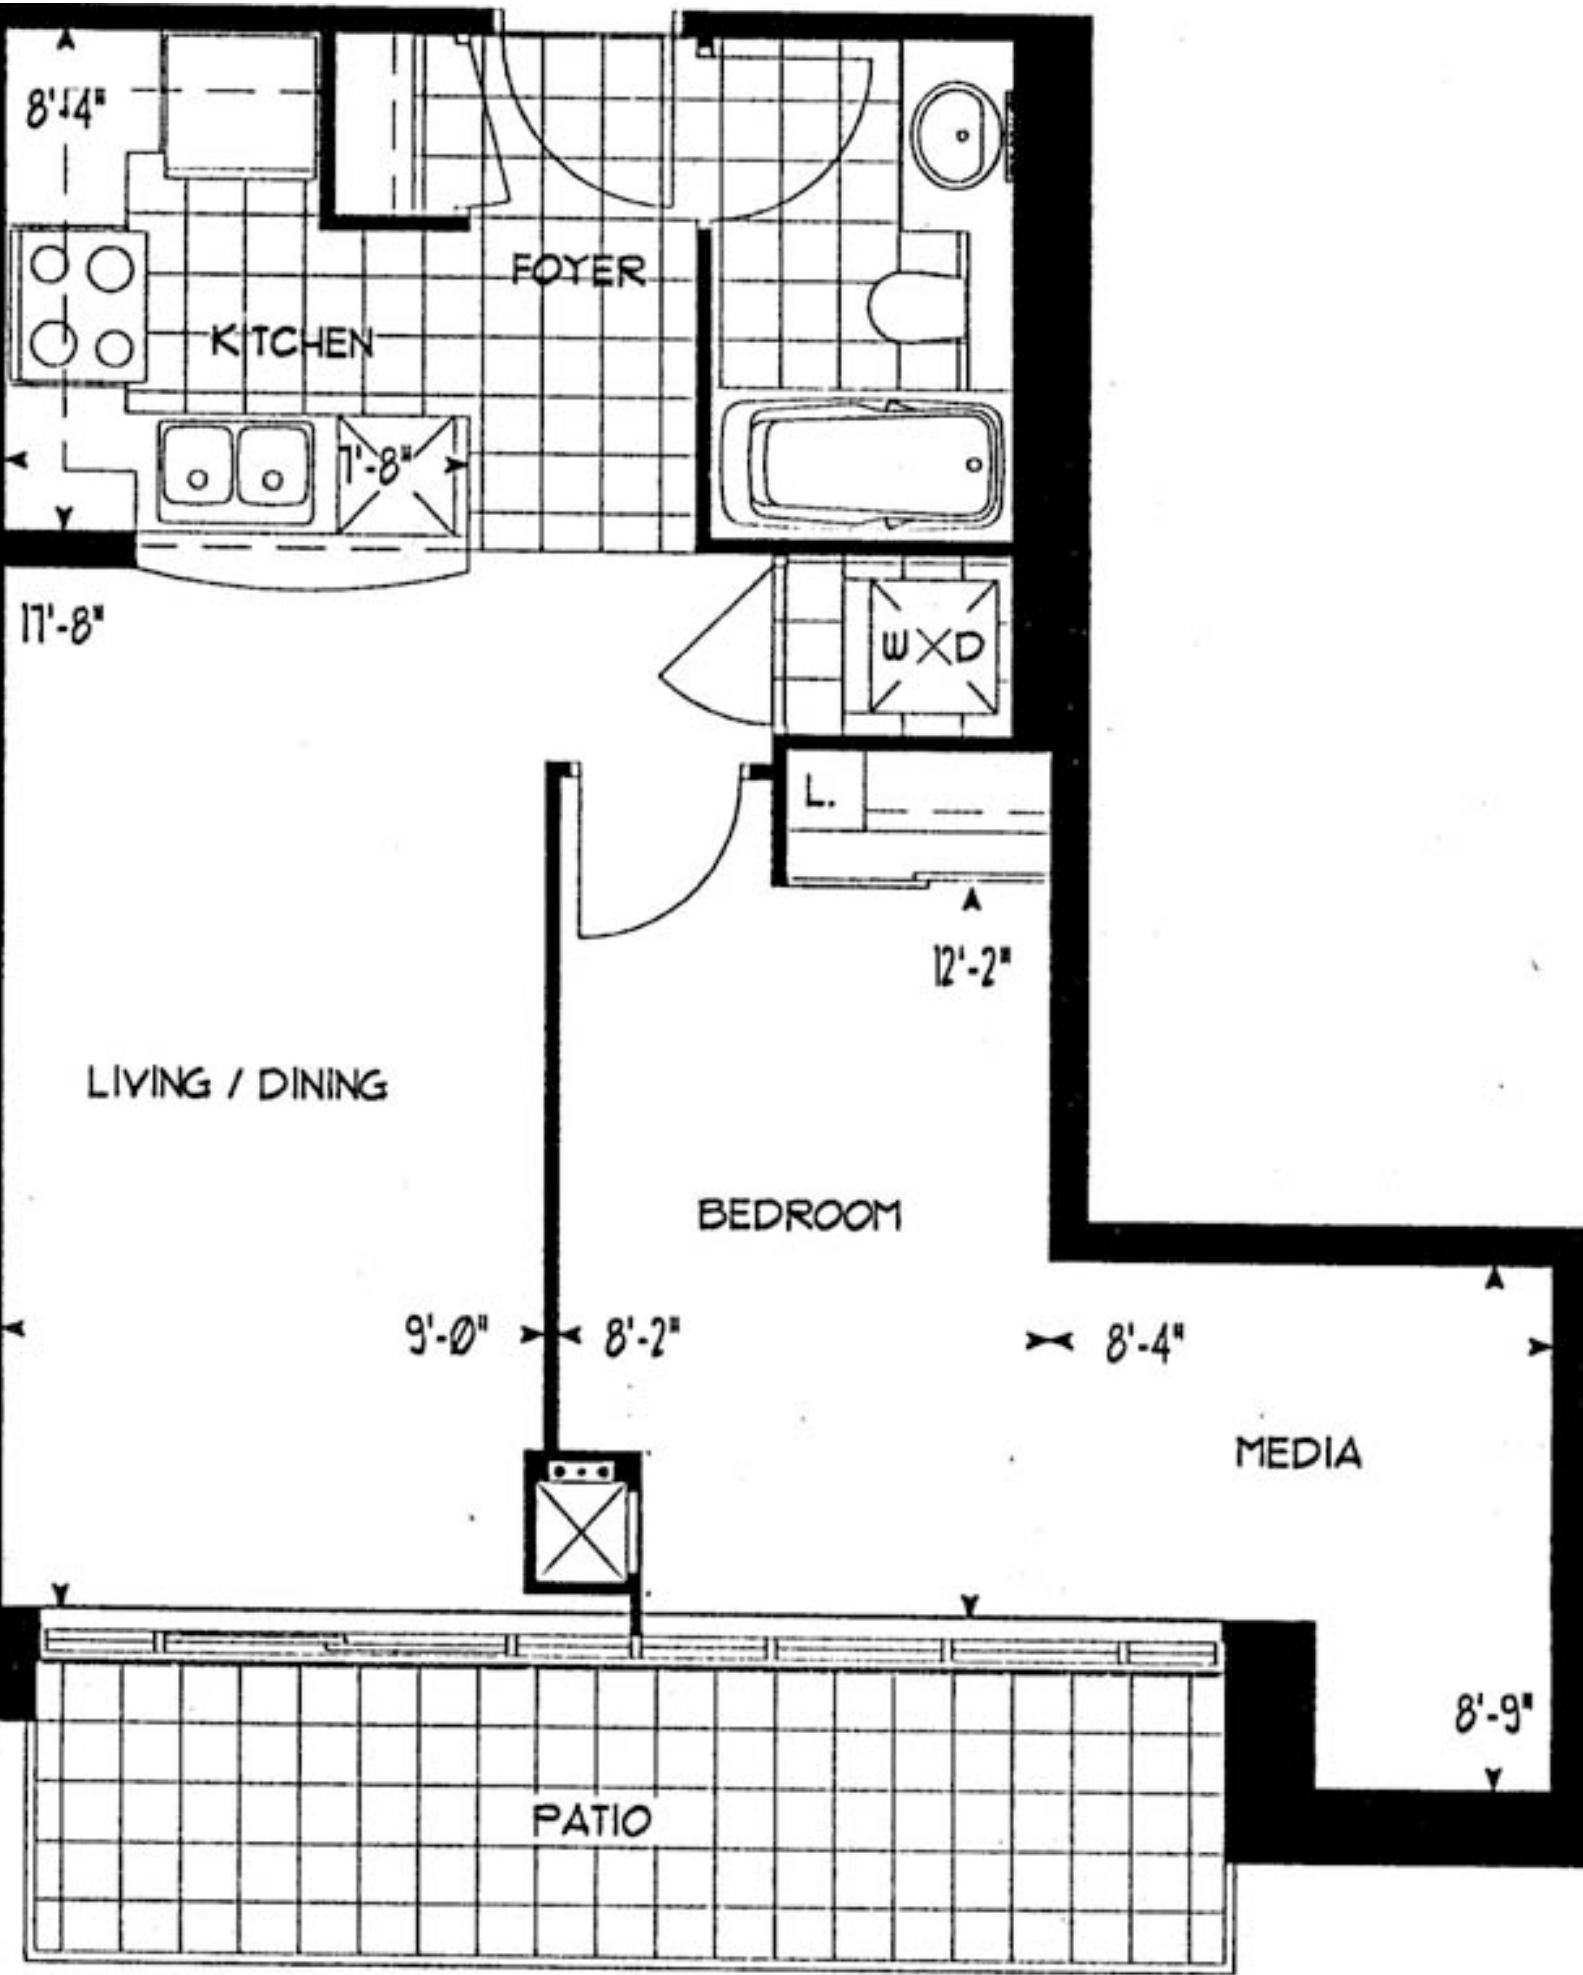 8'-4"
FOYER
KITCHEN
7'-8"
17'-8"
W D
L.
12'-2"
LIVING / DINING
BEDROOM
9'-0" 8'-2" 8'-4"
MEDIA
8'-9"
PATIO